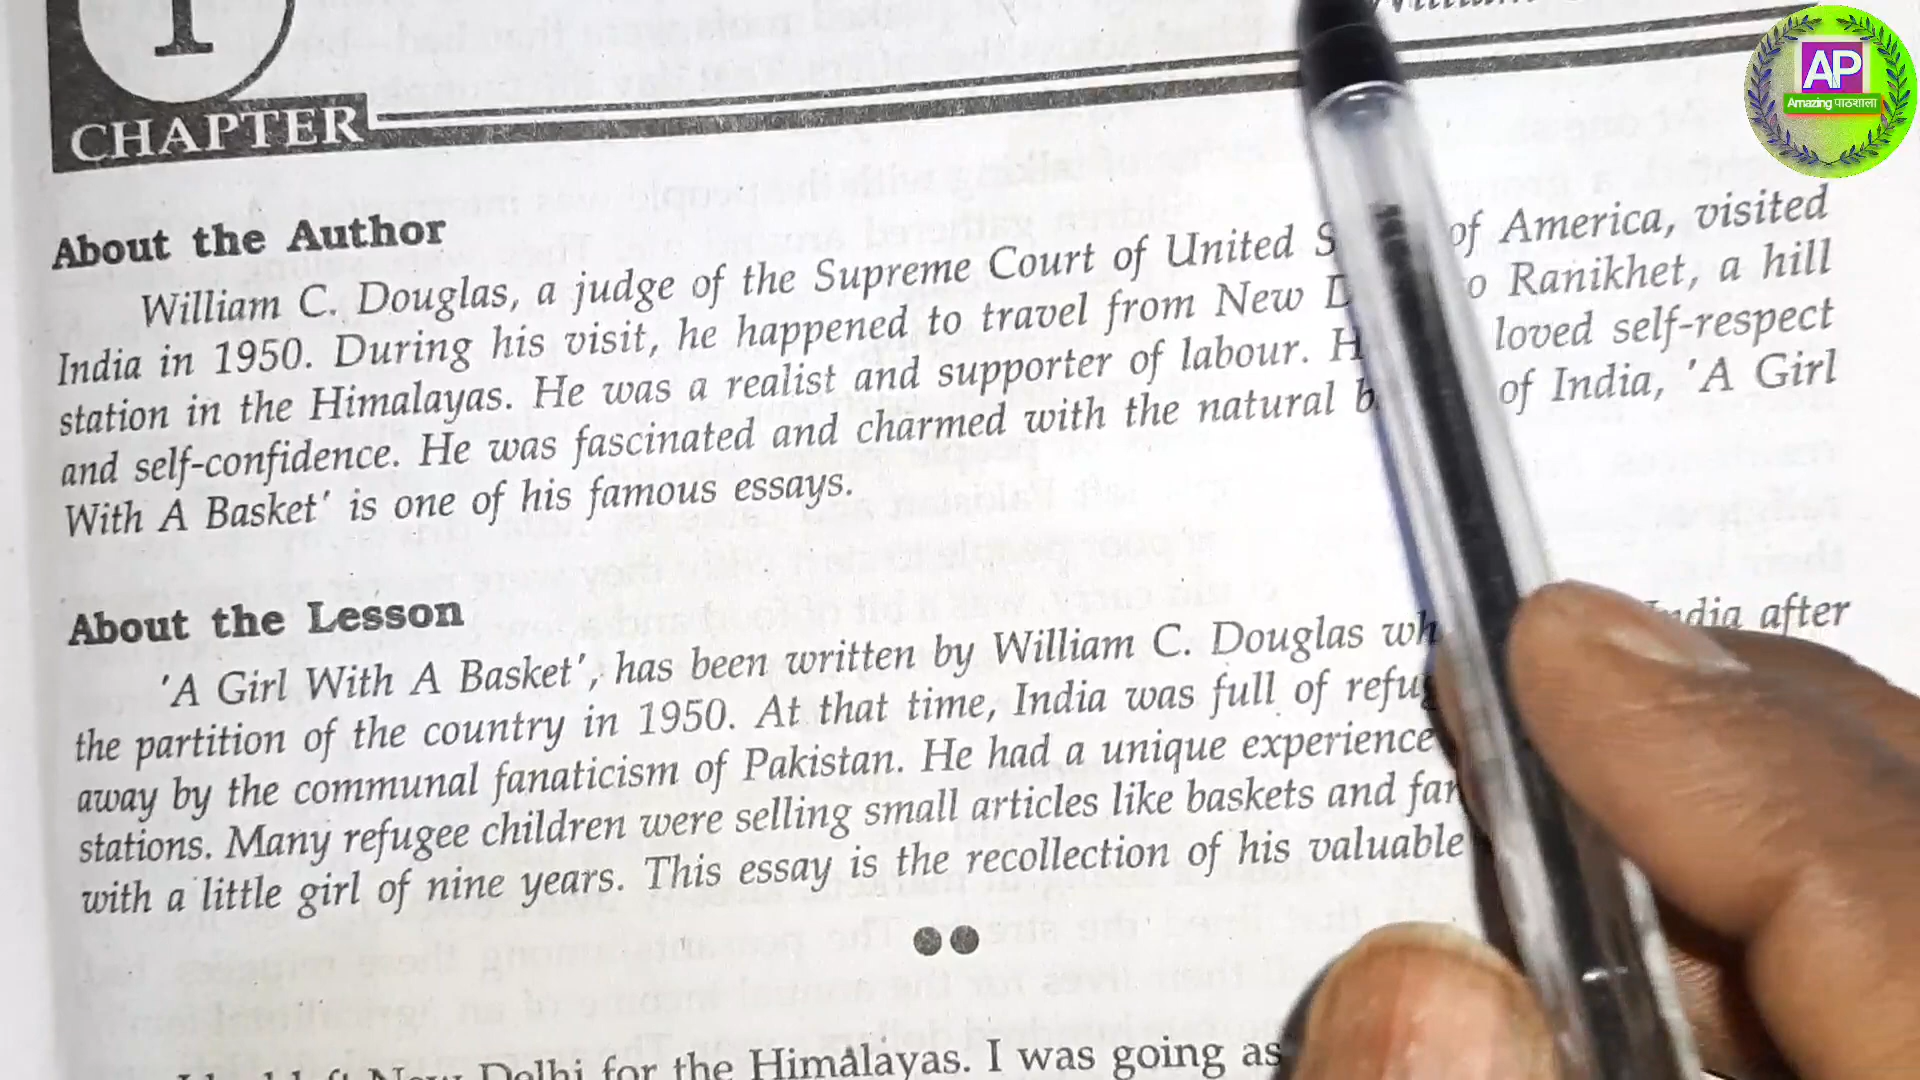 1
CHAPTER
AP
Amazing पाठशाला
About the Author
William C. Douglas, a judge of the Supreme Court of United of America, visited
India in 1950. During his visit, he happened to travel from New Ranikhet, a hill
station in the Himalayas. He was a realist and supporter of labour. loved self-respect
and self-confidence. He was fascinated and charmed with the natural of India, 'A Girl
With A Basket' is one of his famous essays.
About the Lesson
'A Girl With A Basket', has been written by William C. Douglas India after
the partition of the country in 1950. At that time, India was full of
away by the communal fanaticism of Pakistan. He had a unique experience
stations. Many refugee children were selling small articles like baskets and
with a little girl of nine years. This essay is the recollection of his valuable
New Delhi for the Himalayas. I was going as